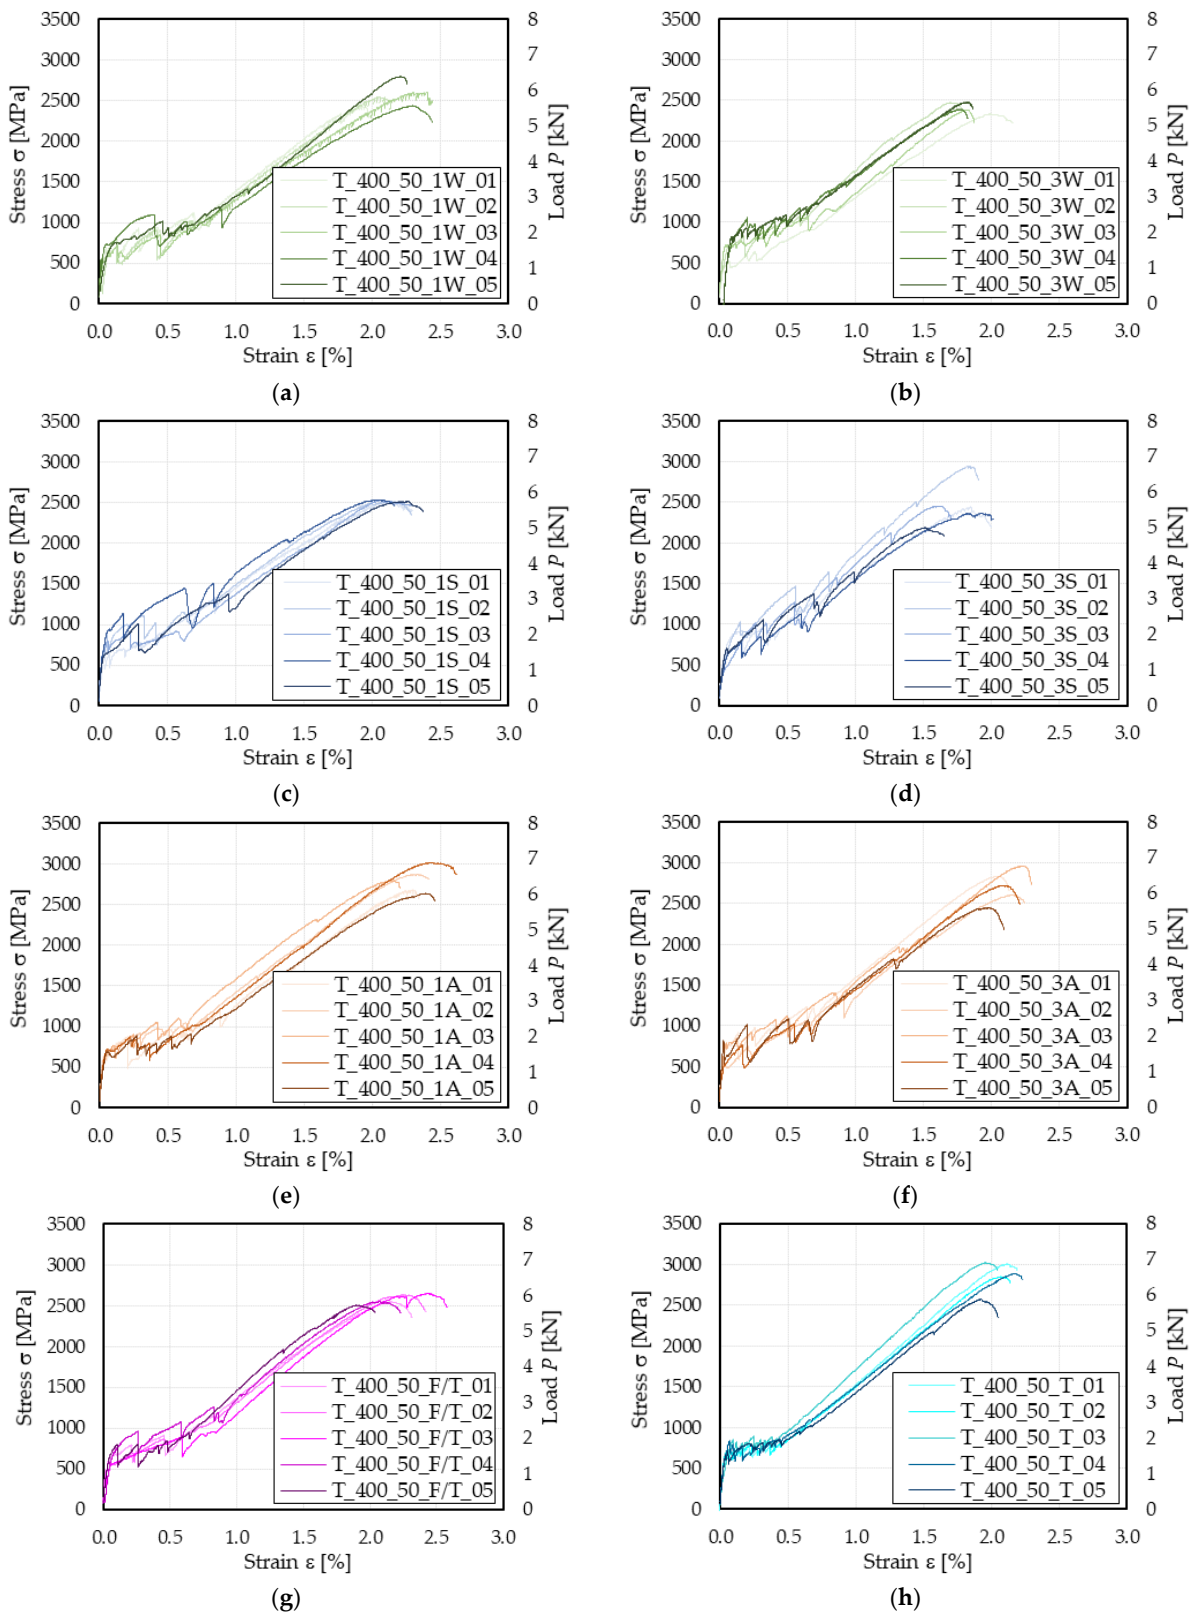 3500
3000
2500
2000
1500
1000
500
0
Stress σ [MPa]
8
7
6
5
4
3
2
1
0
Load P [kN]
T_400_50_1W_01
T_400_50_1W_02
T_400_50_1W_03
T_400_50_1W_04
T_400_50_1W_05
0.0 0.5 1.0 1.5 2.0 2.5 3.0
Strain ε [%]
(a)
3500
3000
2500
2000
1500
1000
500
0
Stress σ [MPa]
8
7
6
5
4
3
2
1
0
Load P [kN]
T_400_50_3W_01
T_400_50_3W_02
T_400_50_3W_03
T_400_50_3W_04
T_400_50_3W_05
0.0 0.5 1.0 1.5 2.0 2.5 3.0
Strain ε [%]
(b)
3500
3000
2500
2000
1500
1000
500
0
Stress σ [MPa]
8
7
6
5
4
3
2
1
0
Load P [kN]
T_400_50_1S_01
T_400_50_1S_02
T_400_50_1S_03
T_400_50_1S_04
T_400_50_1S_05
0.0 0.5 1.0 1.5 2.0 2.5 3.0
Strain ε [%]
(c)
3500
3000
2500
2000
1500
1000
500
0
Stress σ [MPa]
8
7
6
5
4
3
2
1
0
Load P [kN]
T_400_50_3S_01
T_400_50_3S_02
T_400_50_3S_03
T_400_50_3S_04
T_400_50_3S_05
0.0 0.5 1.0 1.5 2.0 2.5 3.0
Strain ε [%]
(d)
3500
3000
2500
2000
1500
1000
500
0
Stress σ [MPa]
8
7
6
5
4
3
2
1
0
Load P [kN]
T_400_50_1A_01
T_400_50_1A_02
T_400_50_1A_03
T_400_50_1A_04
T_400_50_1A_05
0.0 0.5 1.0 1.5 2.0 2.5 3.0
Strain ε [%]
(e)
3500
3000
2500
2000
1500
1000
500
0
Stress σ [MPa]
8
7
6
5
4
3
2
1
0
Load P [kN]
T_400_50_3A_01
T_400_50_3A_02
T_400_50_3A_03
T_400_50_3A_04
T_400_50_3A_05
0.0 0.5 1.0 1.5 2.0 2.5 3.0
Strain ε [%]
(f)
3500
3000
2500
2000
1500
1000
500
0
Stress σ [MPa]
8
7
6
5
4
3
2
1
0
Load P [kN]
T_400_50_F/T_01
T_400_50_F/T_02
T_400_50_F/T_03
T_400_50_F/T_04
T_400_50_F/T_05
0.0 0.5 1.0 1.5 2.0 2.5 3.0
Strain ε [%]
(g)
3500
3000
2500
2000
1500
1000
500
0
Stress σ [MPa]
8
7
6
5
4
3
2
1
0
Load P [kN]
T_400_50_T_01
T_400_50_T_02
T_400_50_T_03
T_400_50_T_04
T_400_50_T_05
0.0 0.5 1.0 1.5 2.0 2.5 3.0
Strain ε [%]
(h)